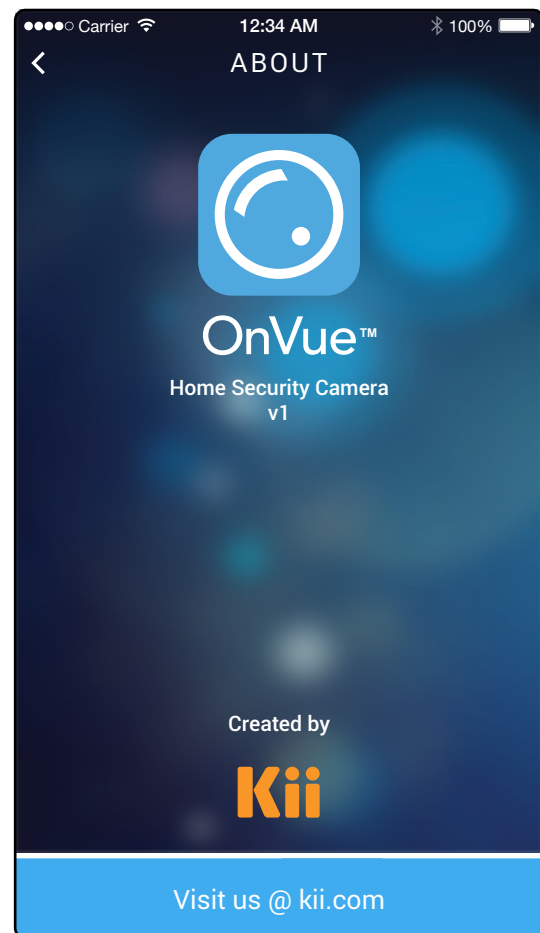 Carrier 12:34 AM 100%
ABOUT
OnVue™
Home Security Camera
v1
Created by
Kii
Visit us @ kii.com